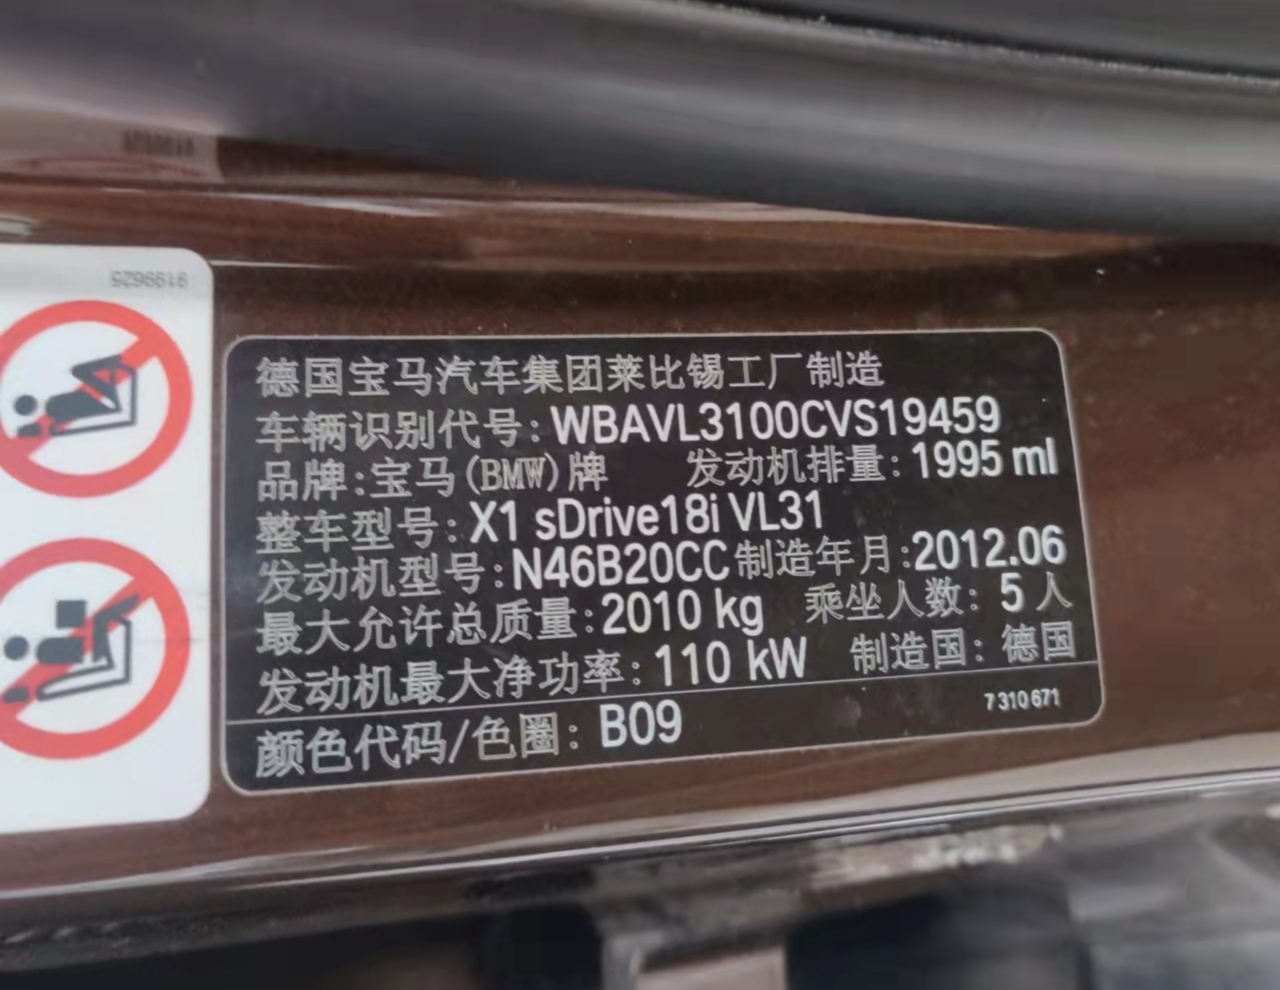 9199625
德国宝马汽车集团莱比锡工厂制造
车辆识别代号: WBAVL3100CVS19459
品牌:宝马(BMW)牌 发动机排量: 1995 ml
整车型号: X1 sDrive18i VL31
发动机型号: N46B20CC 制造年月:2012.06
最大允许总质量: 2010 kg 乘坐人数: 5 人
发动机最大净功率: 110 kW 制造国: 德国
7 310 671
颜色代码/色圈: B09